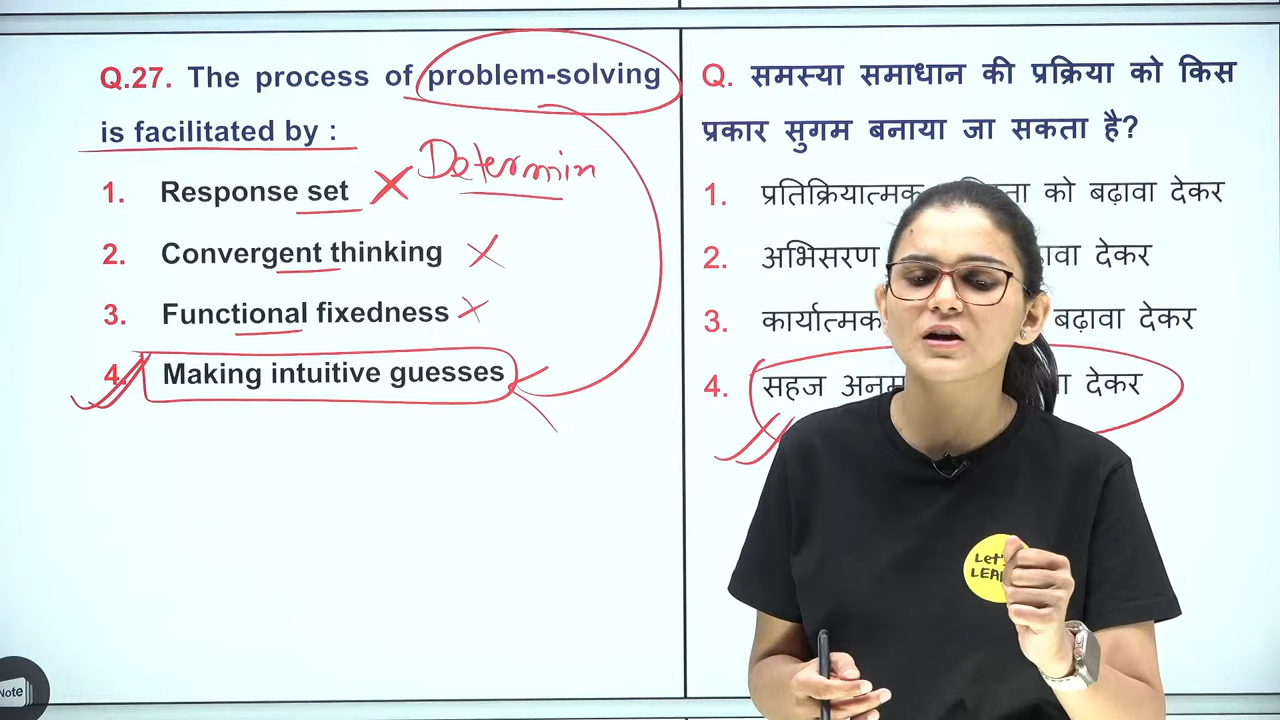 Q.27. The process of problem-solving
is facilitated by :
1. Response set
Determin
2. Convergent thinking
3. Functional fixedness
4. Making intuitive guesses
Q. समस्या समाधान की प्रक्रिया को किस
प्रकार सुगम बनाया जा सकता है?
1. प्रतिक्रियात्मक को बढ़ावा देकर
2. अभिसरण देकर
3. कार्यात्मक बढ़ावा देकर
4. सहज देकर
Let's
Note